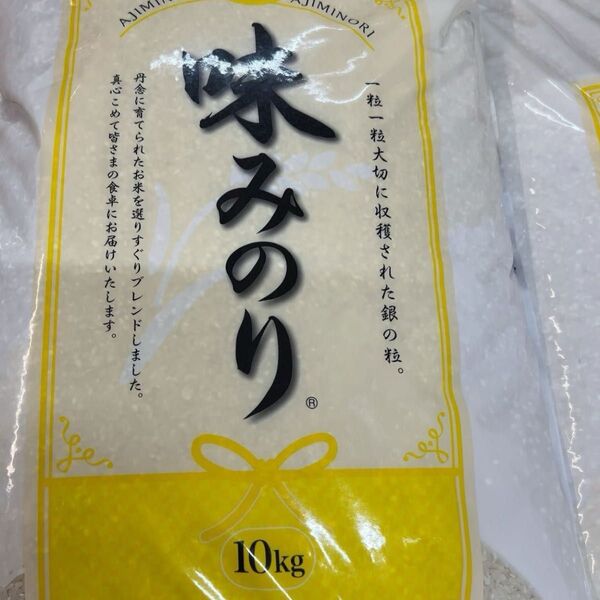 AJIMINORI
味みのり
®
一粒一粒大切に収穫された銀の粒。
丹念に育てられたお米を選りすぐりブレンドしました。
真心こめて皆さまの食卓にお届けいたします。
10kg